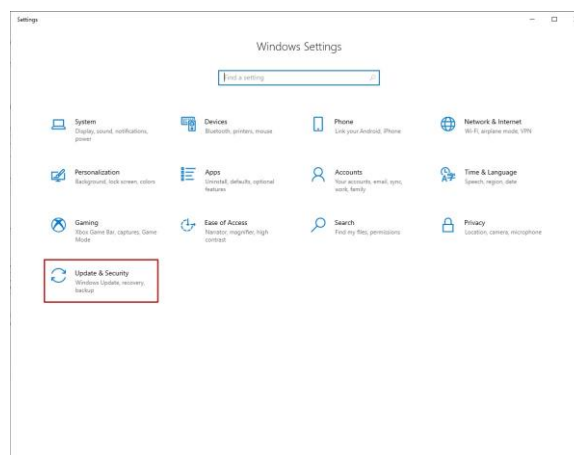 Settings
Windows Settings
Find a setting
System
Display, sound, notifications,
power
Devices
Bluetooth, printers, mouse
Phone
Link your Android, iPhone
Network & Internet
Wi-Fi, airplane mode, VPN
Personalization
Background, lock screen, colors
Apps
Uninstall, defaults, optional
features
Accounts
Your accounts, email, sync,
work, family
Time & Language
Speech, region, date
Gaming
Xbox Game Bar, captures, Game
Mode
Ease of Access
Narrator, magnifier, high
contrast
Search
Find my files, permissions
Privacy
Location, camera, microphone
Update & Security
Windows Update, recovery,
backup